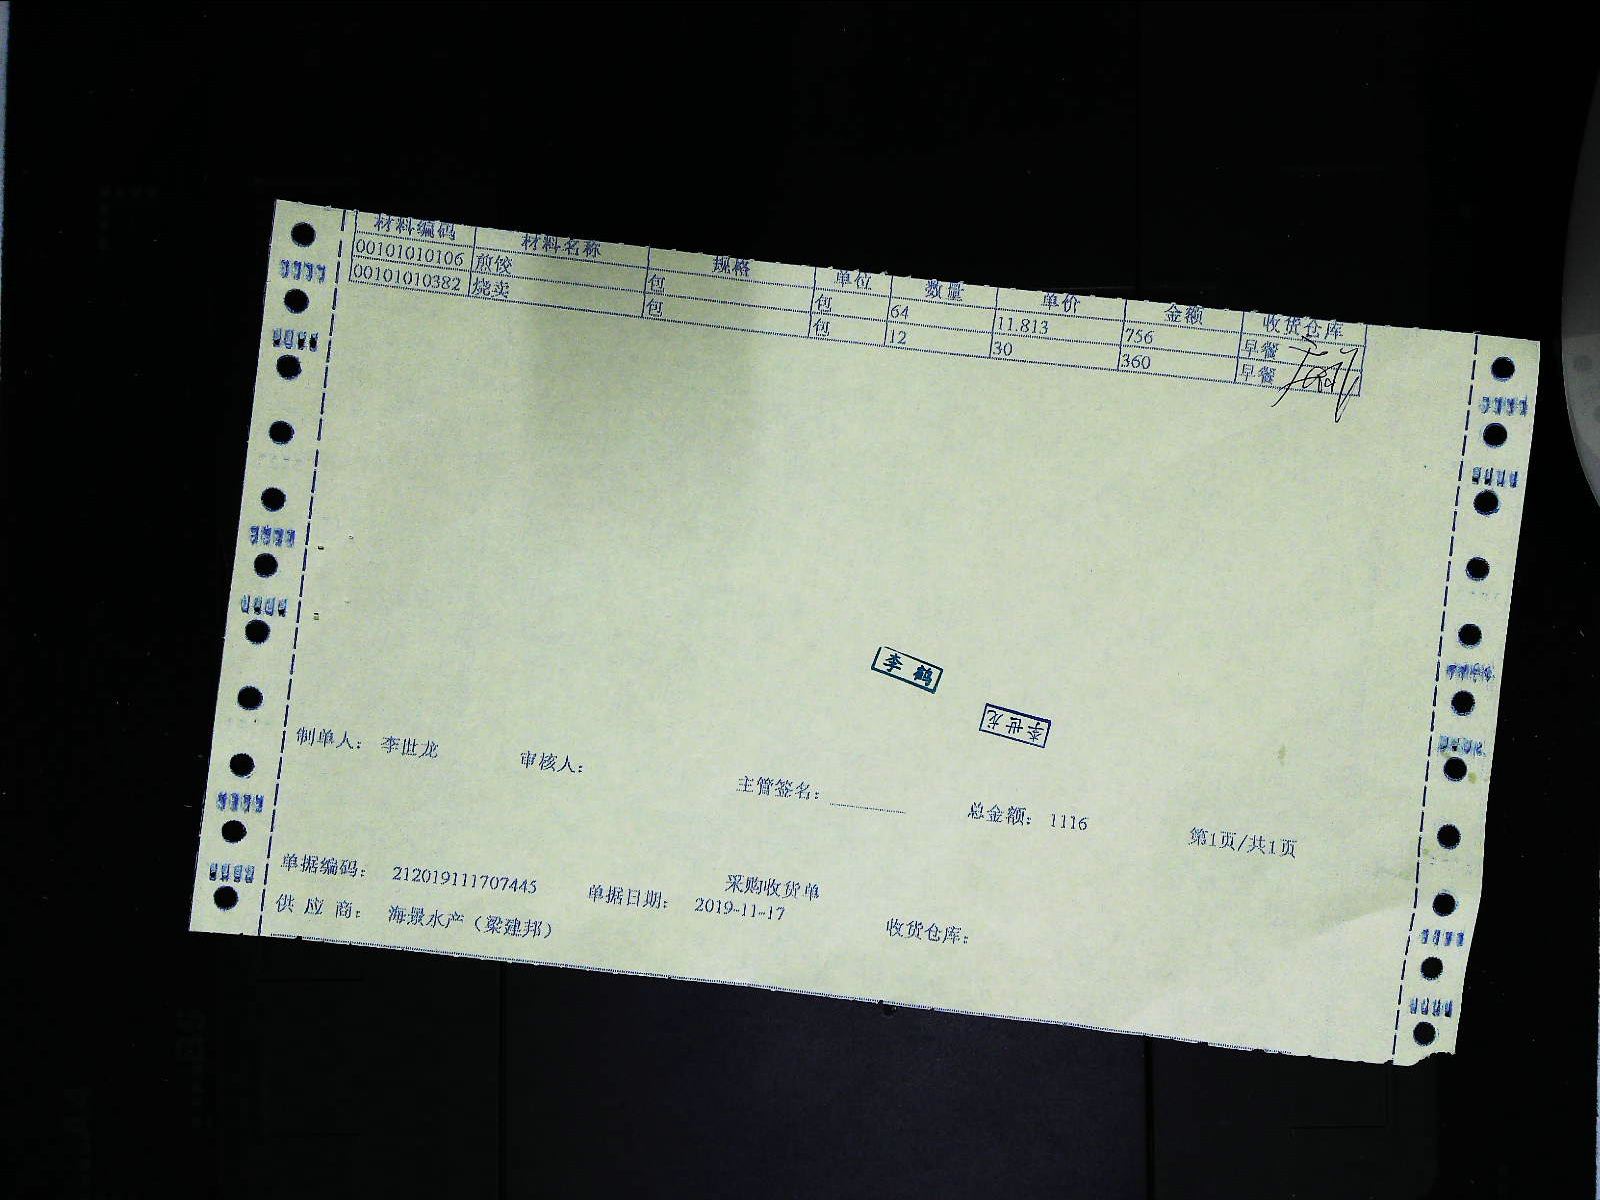 材料编码 材料名称 规格 单位 数量 单价 金额 收货仓库
00101010106 煎饺 包 包 64 11.813 756 早餐
00101010382 烧卖 包 包 12 30 360 早餐
李鹤
李世龙
制单人： 李世龙 审核人： 主管签名： 总金额： 1116 第1页/共1页
采购收货单
单据编码： 212019111707445 单据日期： 2019-11-17 收货仓库：
供 应 商： 海景水产（梁建邦）